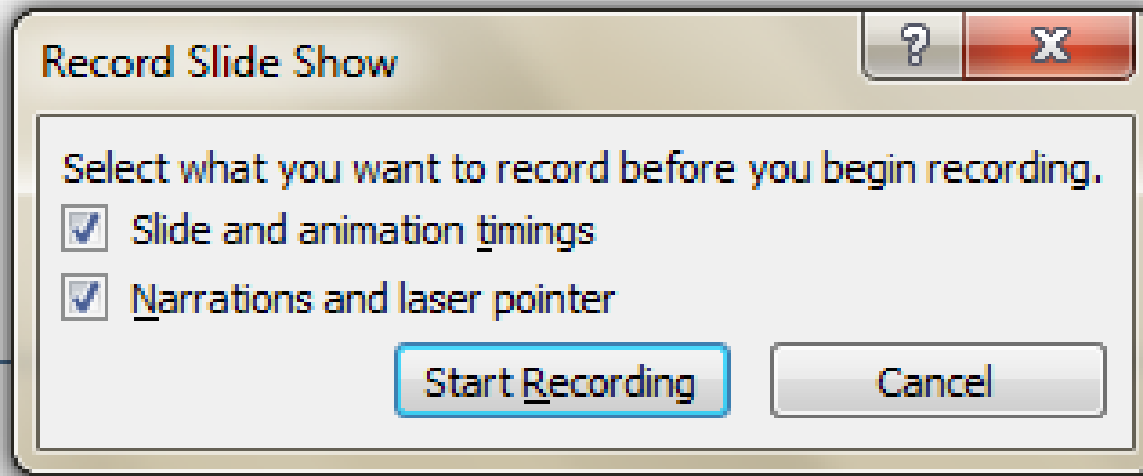 Record Slide Show
Select what you want to record before you begin recording.
Slide and animation timings
Narrations and laser pointer
Start Recording Cancel